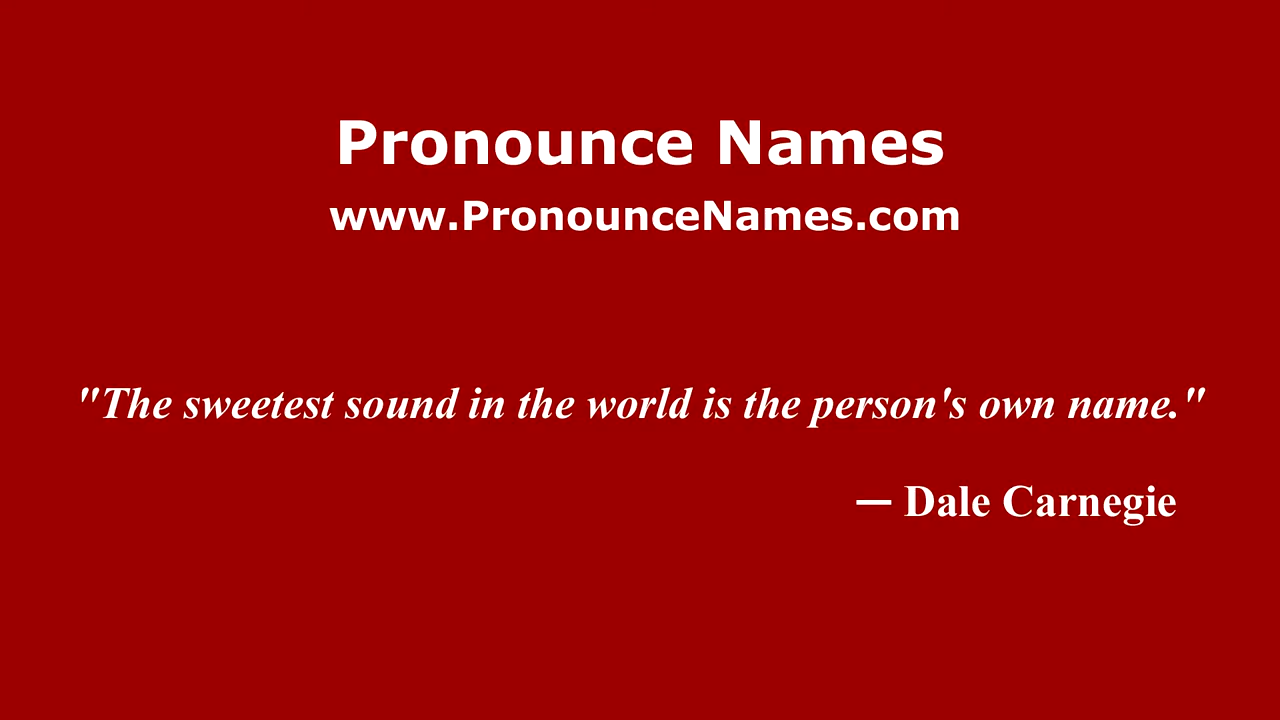 Pronounce Names
www.PronounceNames.com
"The sweetest sound in the world is the person's own name."
— Dale Carnegie